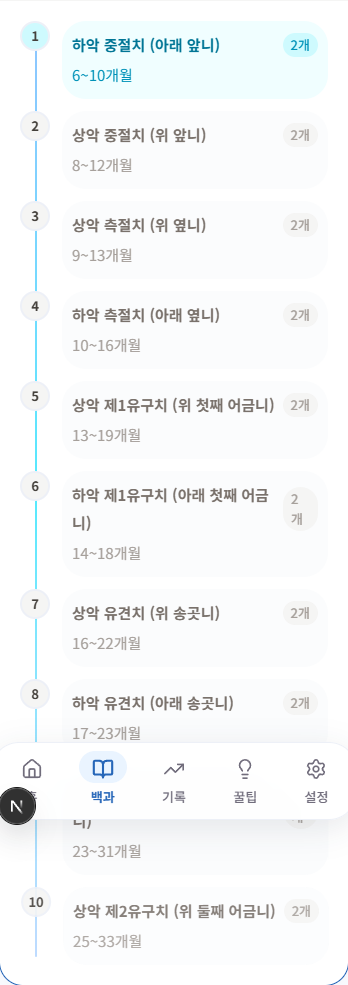 1
하악 중절치 (아래 앞니)
2개
6~10개월
2
상악 중절치 (위 앞니)
2개
8~12개월
3
상악 측절치 (위 옆니)
2개
9~13개월
4
하악 측절치 (아래 옆니)
2개
10~16개월
5
상악 제1유구치 (위 첫째 어금니)
2개
13~19개월
6
하악 제1유구치 (아래 첫째 어금
니)
2
개
14~18개월
7
상악 유견치 (위 송곳니)
2개
16~22개월
8
하악 유견치 (아래 송곳니)
2개
17~23개월
N
백과
기록
꿀팁
설정
니)
23~31개월
10
상악 제2유구치 (위 둘째 어금니)
2개
25~33개월